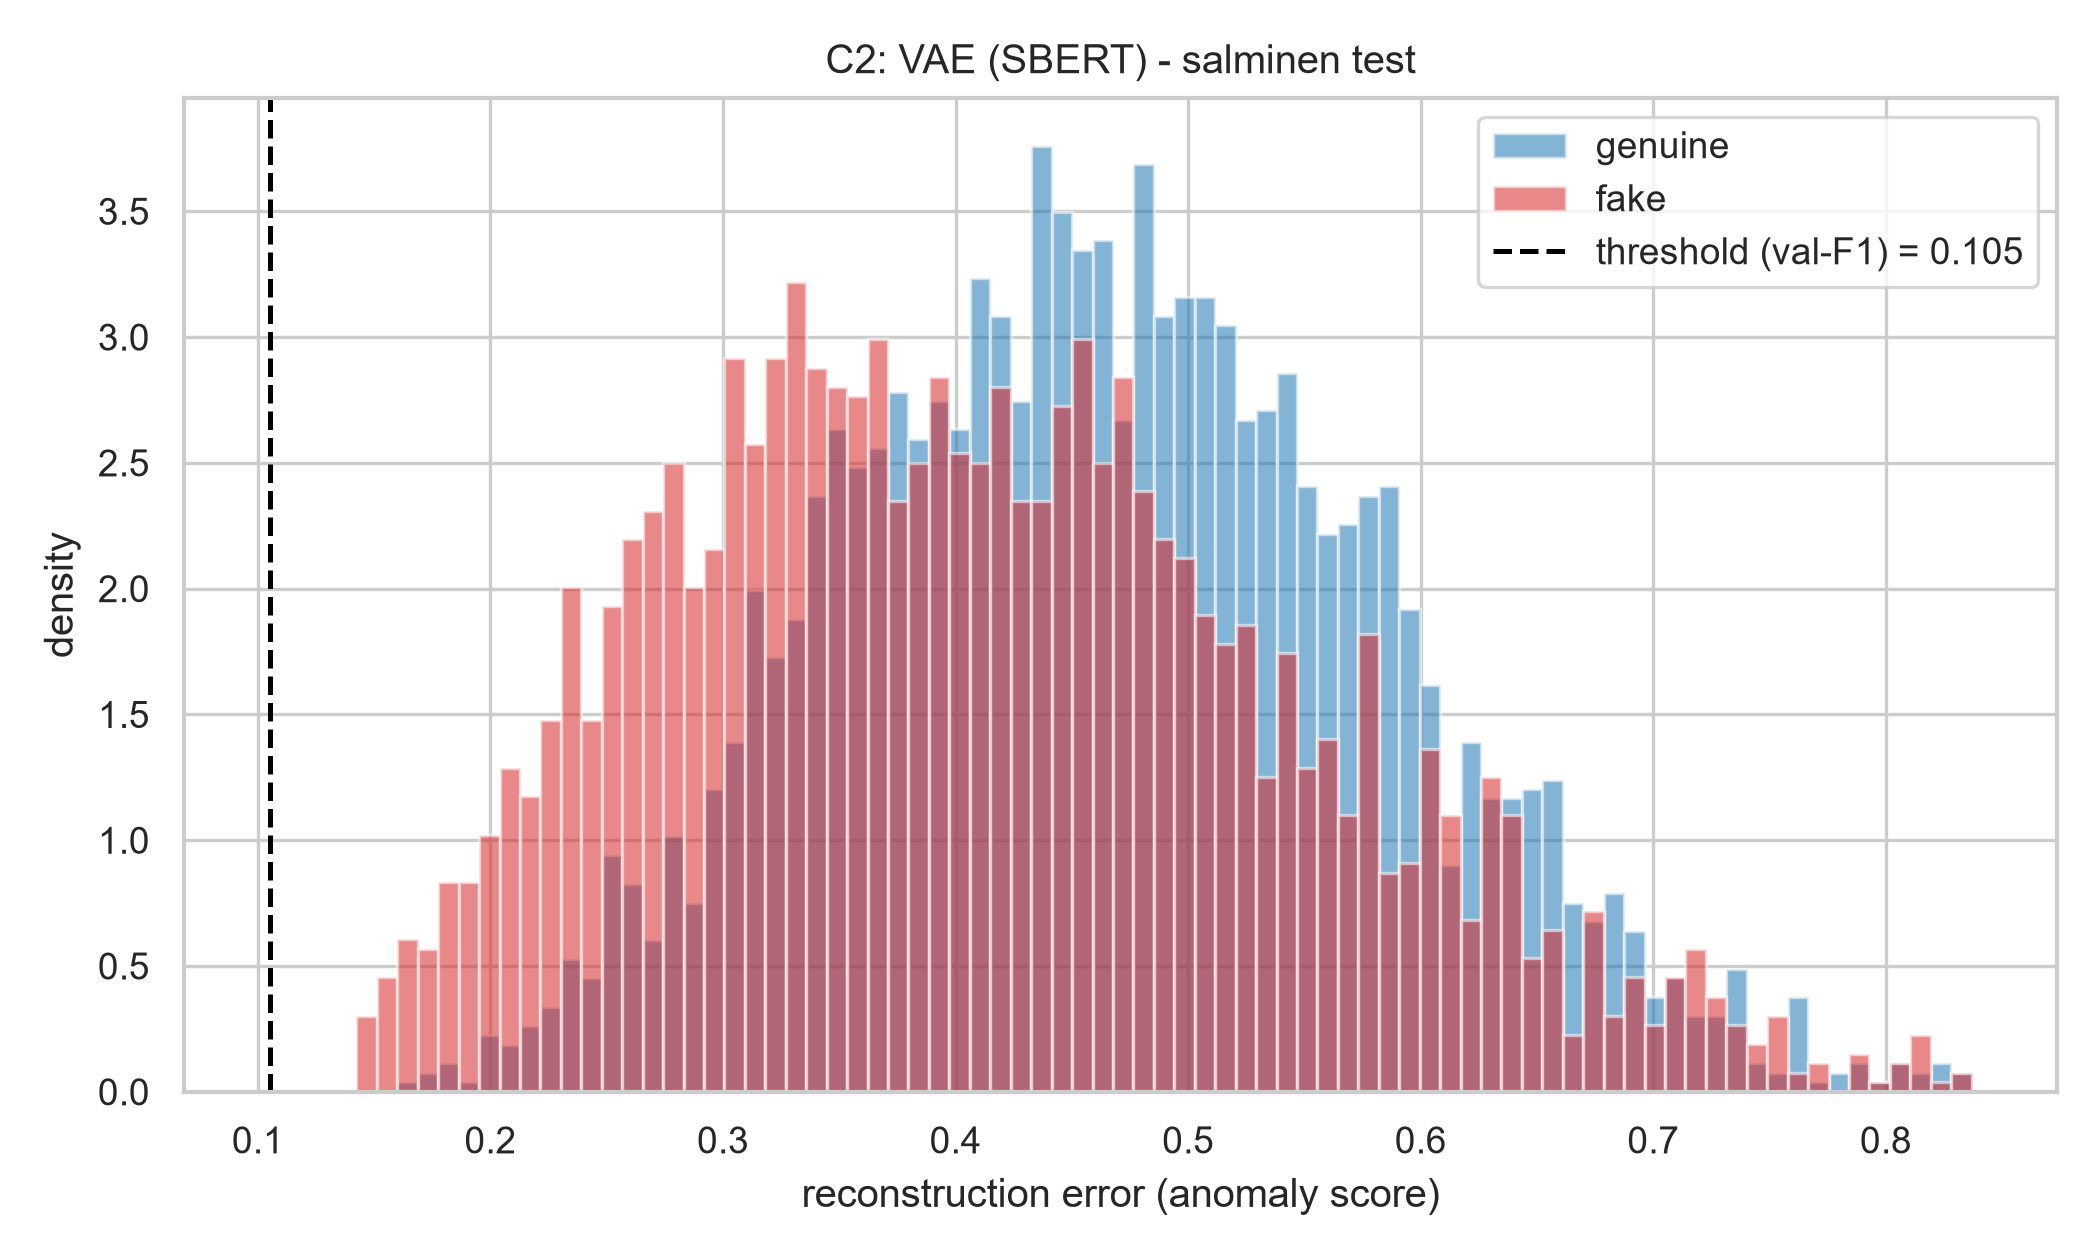 C2: VAE (SBERT) - salminen test
genuine
fake
threshold (val-F1) = 0.105
density
3.5
3.0
2.5
2.0
1.5
1.0
0.5
0.0
0.1 0.2 0.3 0.4 0.5 0.6 0.7 0.8
reconstruction error (anomaly score)